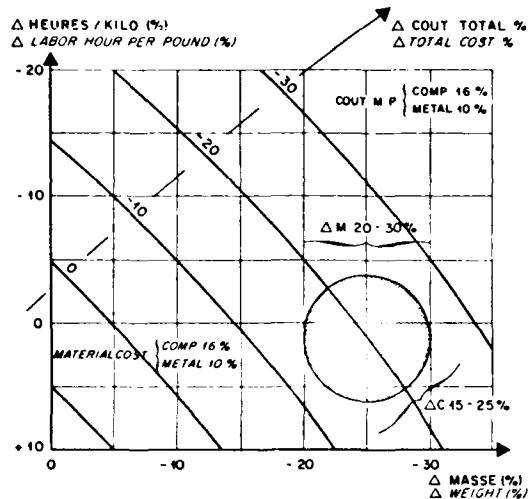 Δ HEURES / KILO (%)
Δ LABOR HOUR PER POUND (%)
Δ COUT TOTAL %
Δ TOTAL COST %
- 20
- 10
0
+ 10
-30
-20
-10
0
COUT M P { COMP 16 %
METAL 10 %
Δ M 20 - 30%
MATERIAL COST { COMP 16 %
METAL 10 %
ΔC 15 - 25%
0
- 10
- 20
- 30
Δ MASSE (%)
Δ WEIGHT (%)